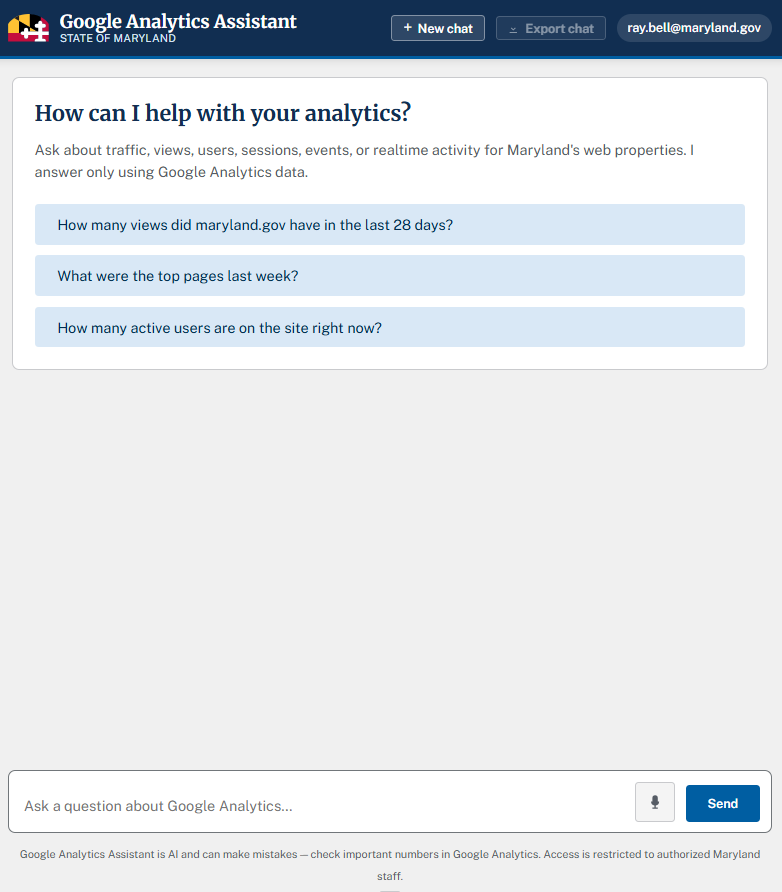 Google Analytics Assistant
STATE OF MARYLAND
+ New chat
Export chat
ray.bell@maryland.gov
How can I help with your analytics?
Ask about traffic, views, users, sessions, events, or realtime activity for Maryland's web properties. I
answer only using Google Analytics data.
How many views did maryland.gov have in the last 28 days?
What were the top pages last week?
How many active users are on the site right now?
Ask a question about Google Analytics...
Send
Google Analytics Assistant is AI and can make mistakes — check important numbers in Google Analytics. Access is restricted to authorized Maryland
staff.